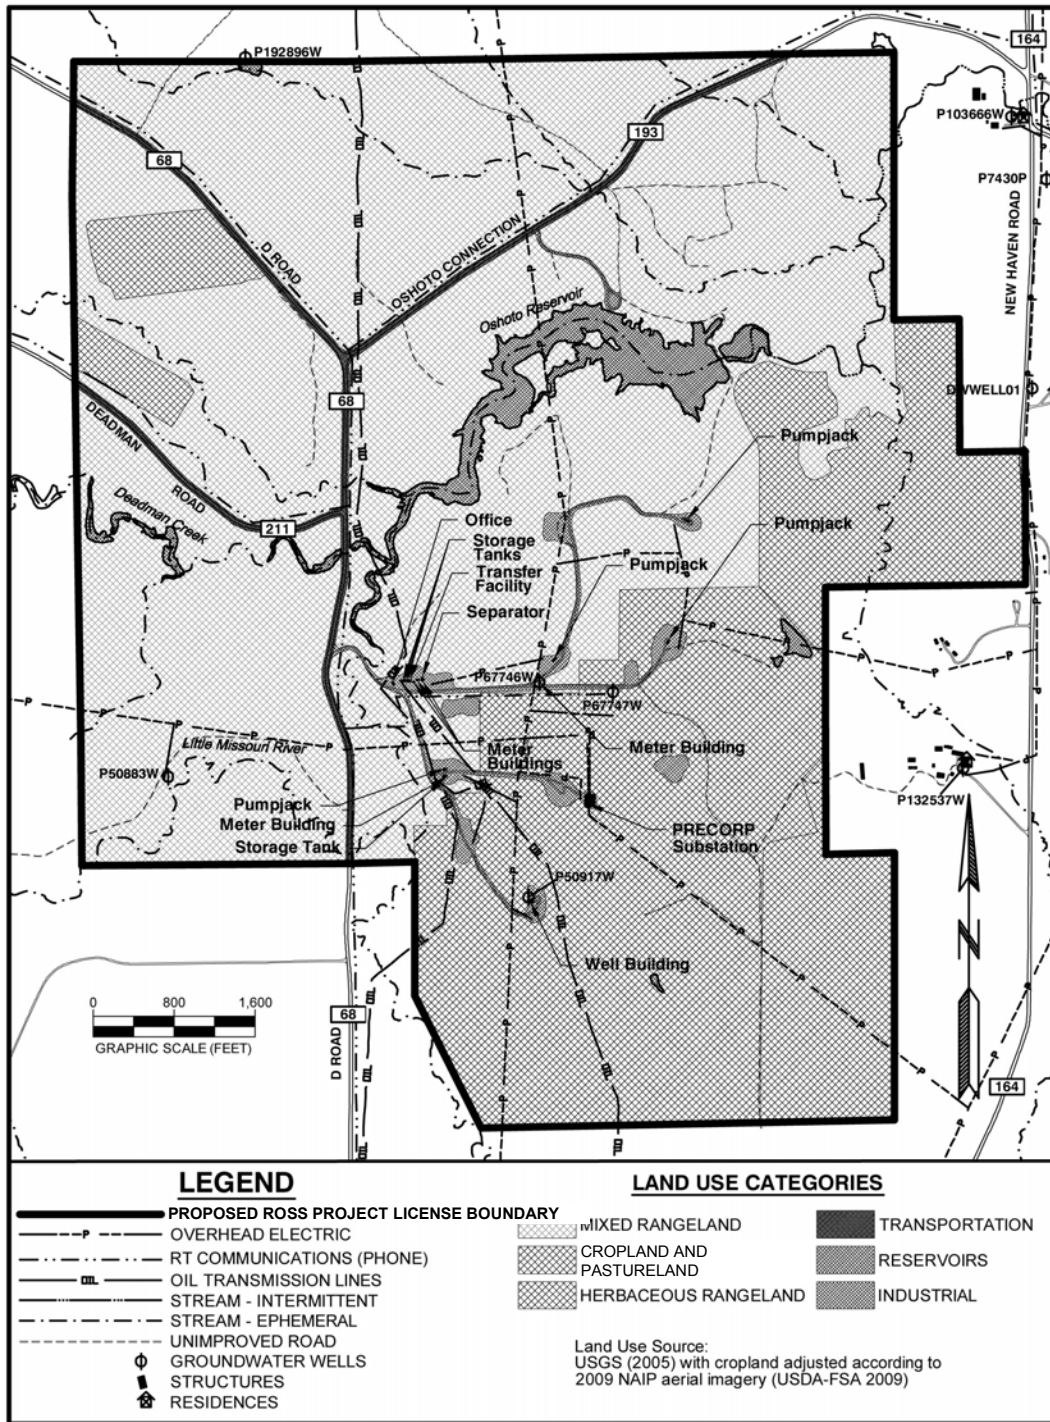 P192896W
164
P103666W
P7430P
68
193
D ROAD
OSHOTO CONNECTION
NEW HAVEN ROAD
Oshoto Reservoir
DWWELL01
68
DEADMAN
ROAD
Deadman
Creek
211
Pumpjack
Pumpjack
Pumpjack
Office
Storage
Tanks
Transfer
Facility
Separator
P67746W
P67747W
Little Missouri River
P50883W
Meter
Buildings
Meter Building
P132537W
Pumpjack
Meter Building
Storage Tank
PRECORP
Substation
P50917W
Well Building
N
0 800 1,600
GRAPHIC SCALE (FEET)
68
D ROAD
164
LEGEND
PROPOSED ROSS PROJECT LICENSE BOUNDARY
P OVERHEAD ELECTRIC
RT COMMUNICATIONS (PHONE)
OIL OIL TRANSMISSION LINES
STREAM - INTERMITTENT
STREAM - EPHEMERAL
UNIMPROVED ROAD
GROUNDWATER WELLS
STRUCTURES
RESIDENCES
LAND USE CATEGORIES
MIXED RANGELAND
CROPLAND AND
PASTURELAND
HERBACEOUS RANGELAND
TRANSPORTATION
RESERVOIRS
INDUSTRIAL
Land Use Source:
USGS (2005) with cropland adjusted according to
2009 NAIP aerial imagery (USDA-FSA 2009)